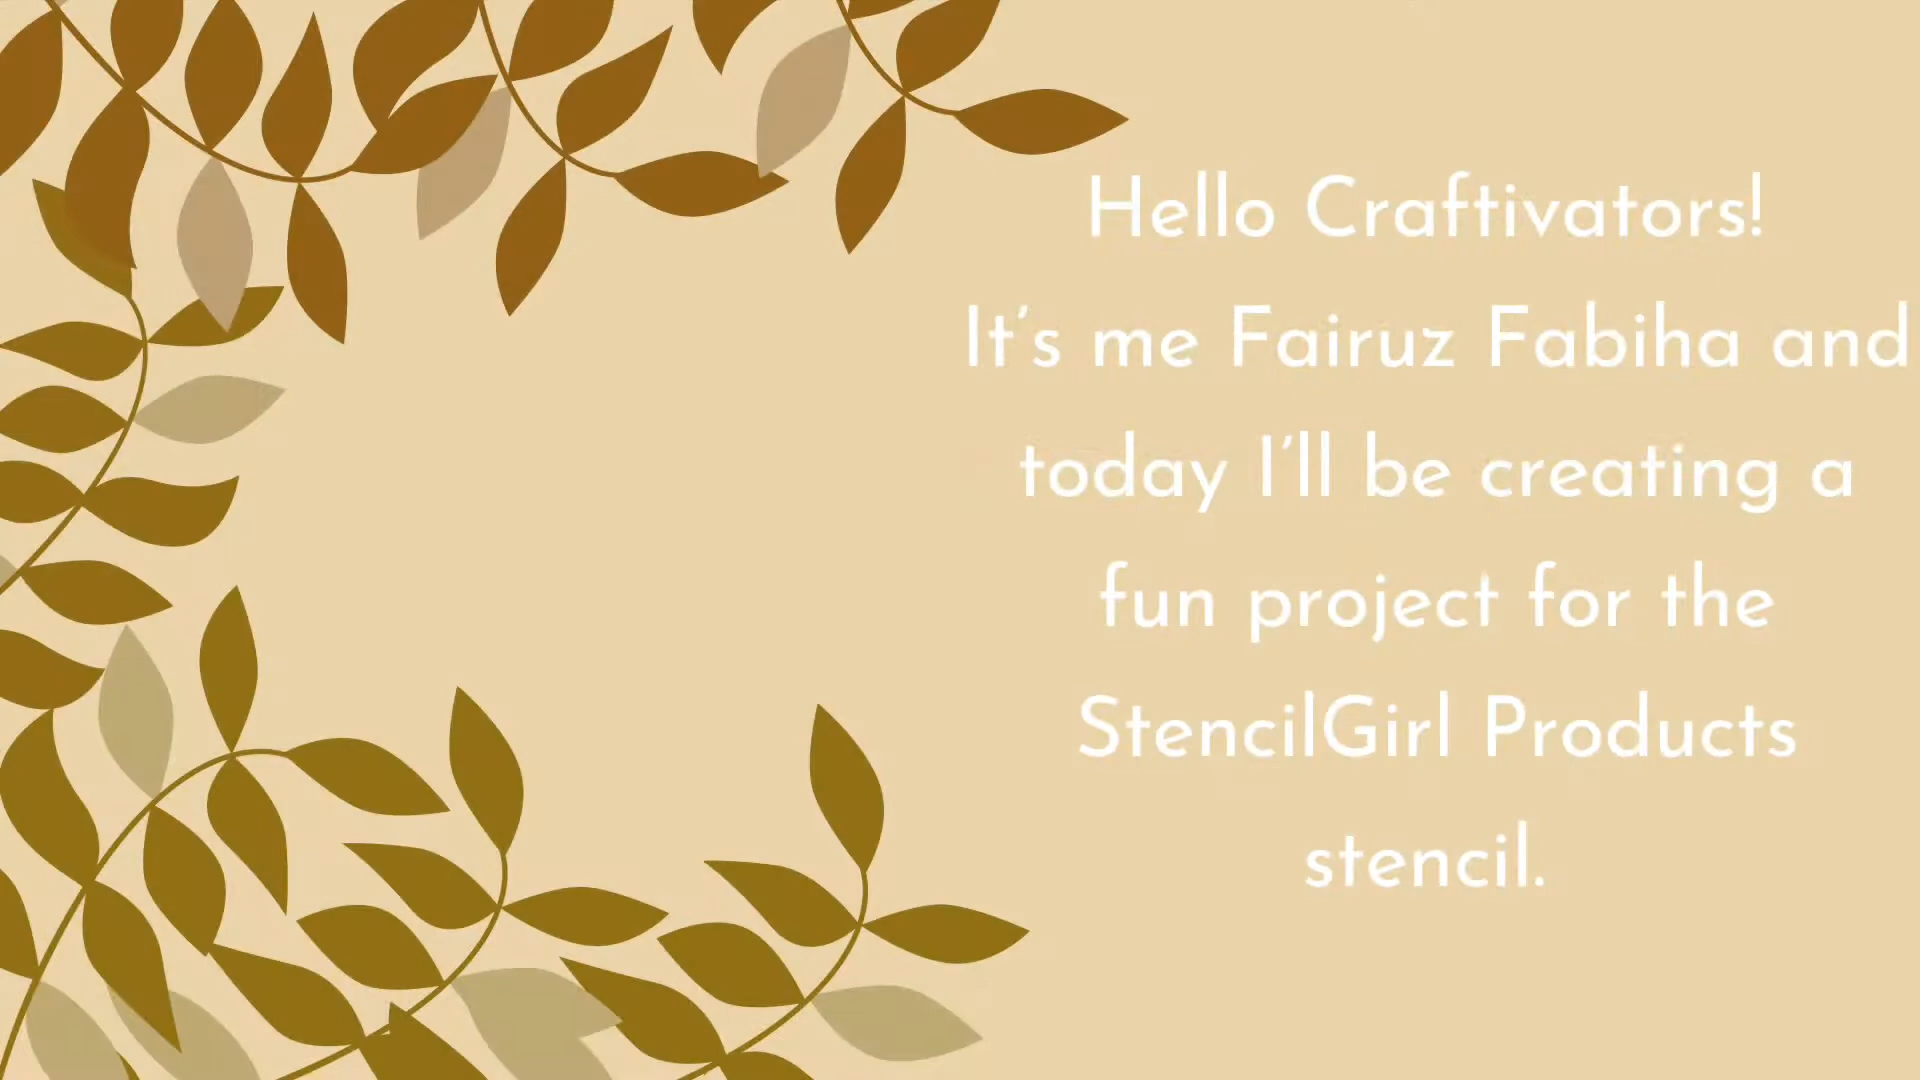 Hello Craftivators!
It's me Fairuz Fabiha and
today I'll be creating a
fun project for the
StencilGirl Products
stencil.